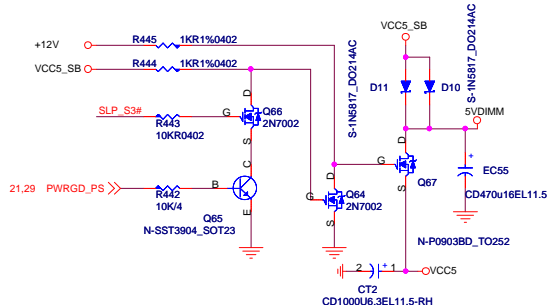 +12V
R445
1KR1%0402
VCC5_SB
R444
1KR1%0402
S-1N5817_DO214AC
VCC5_SB
S-1N5817_DO214AC
D11
D10
5VDIMM
SLP_S3#
R443
10KR0402
D
G
S
Q66
2N7002
21,29
PWRGD_PS
R442
10K/4
C
B
E
Q65
N-SST3904_SOT23
D
G
S
Q64
2N7002
D
G
S
Q67
N-P0903BD_TO252
+
EC55
CD470u16EL11.5
2
+
1
VCC5
CT2
CD1000U6.3EL11.5-RH